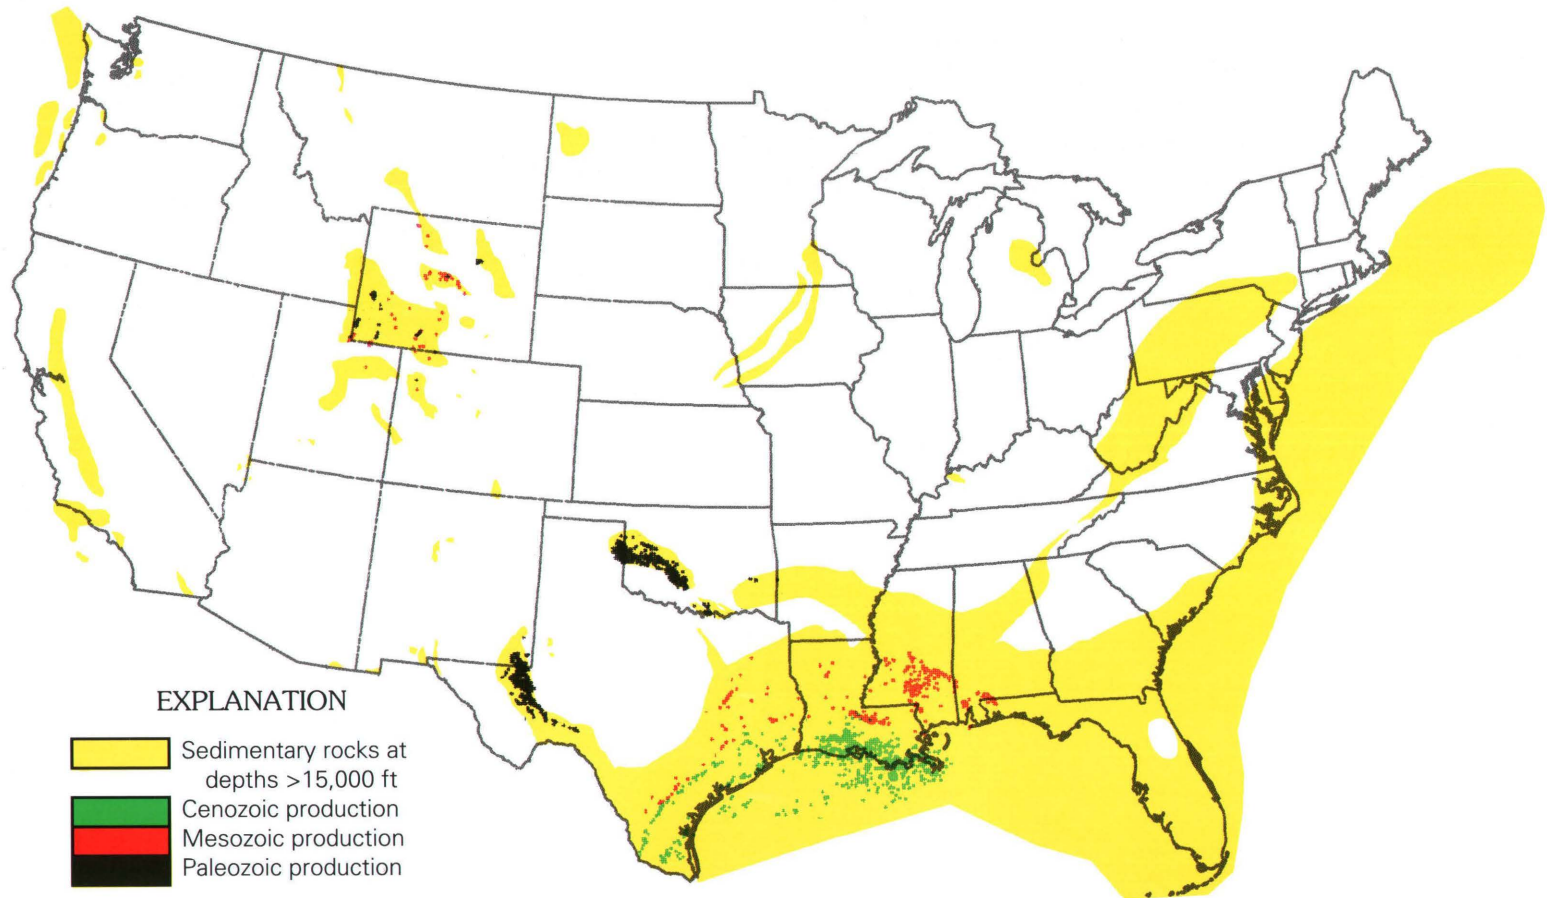 EXPLANATION
Sedimentary rocks at
depths >15,000 ft
Cenozoic production
Mesozoic production
Paleozoic production